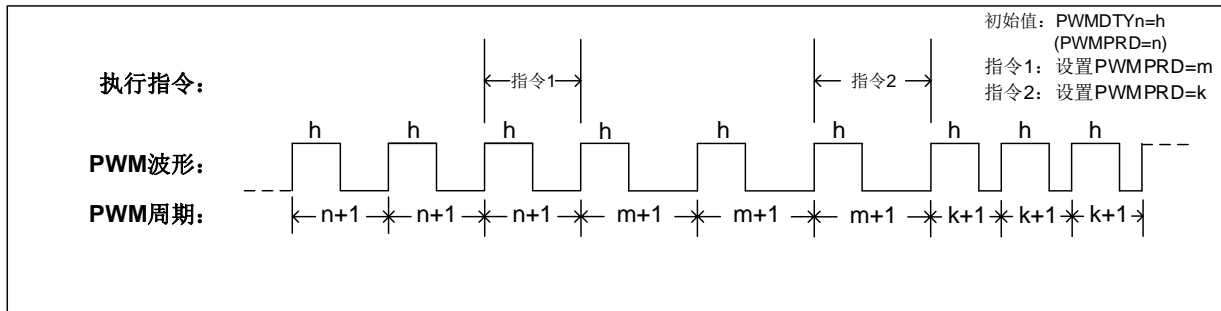 初始值：PWMDTYn=h
(PWMPRD=n)
指令1：设置PWMPRD=m
指令2：设置PWMPRD=k
执行指令：
指令1
指令2
h h h h h h h h h
PWM波形：
PWM周期：
n+1 n+1 n+1 m+1 m+1 m+1 k+1 k+1 k+1